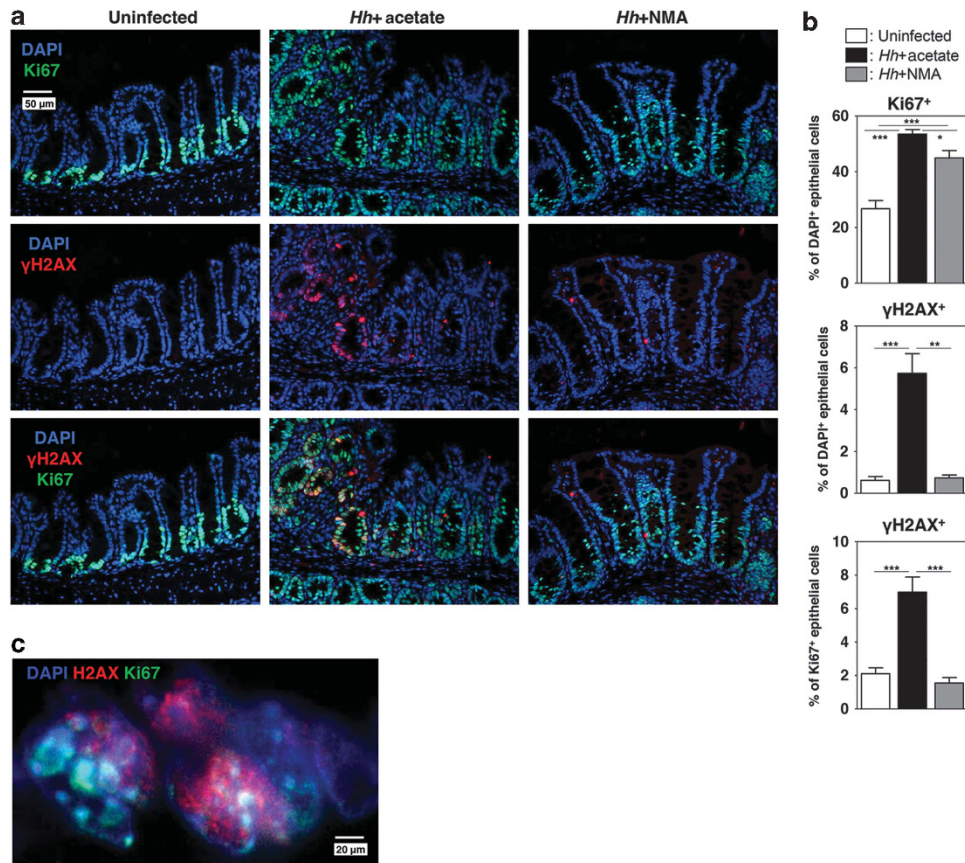 a
Uninfected
Hh+ acetate
Hh+NMA
DAPI
Ki67
50 µm
DAPI
γH2AX
DAPI
γH2AX
Ki67
b
: Uninfected
: Hh+acetate
: Hh+NMA
Ki67⁺
% of DAPI⁺ epithelial cells
60
40
20
0
***
***
*
γH2AX⁺
% of DAPI⁺ epithelial cells
8
6
4
2
0
***
**
γH2AX⁺
% of Ki67⁺ epithelial cells
10
8
6
4
2
0
***
***
c
DAPI H2AX Ki67
20 µm